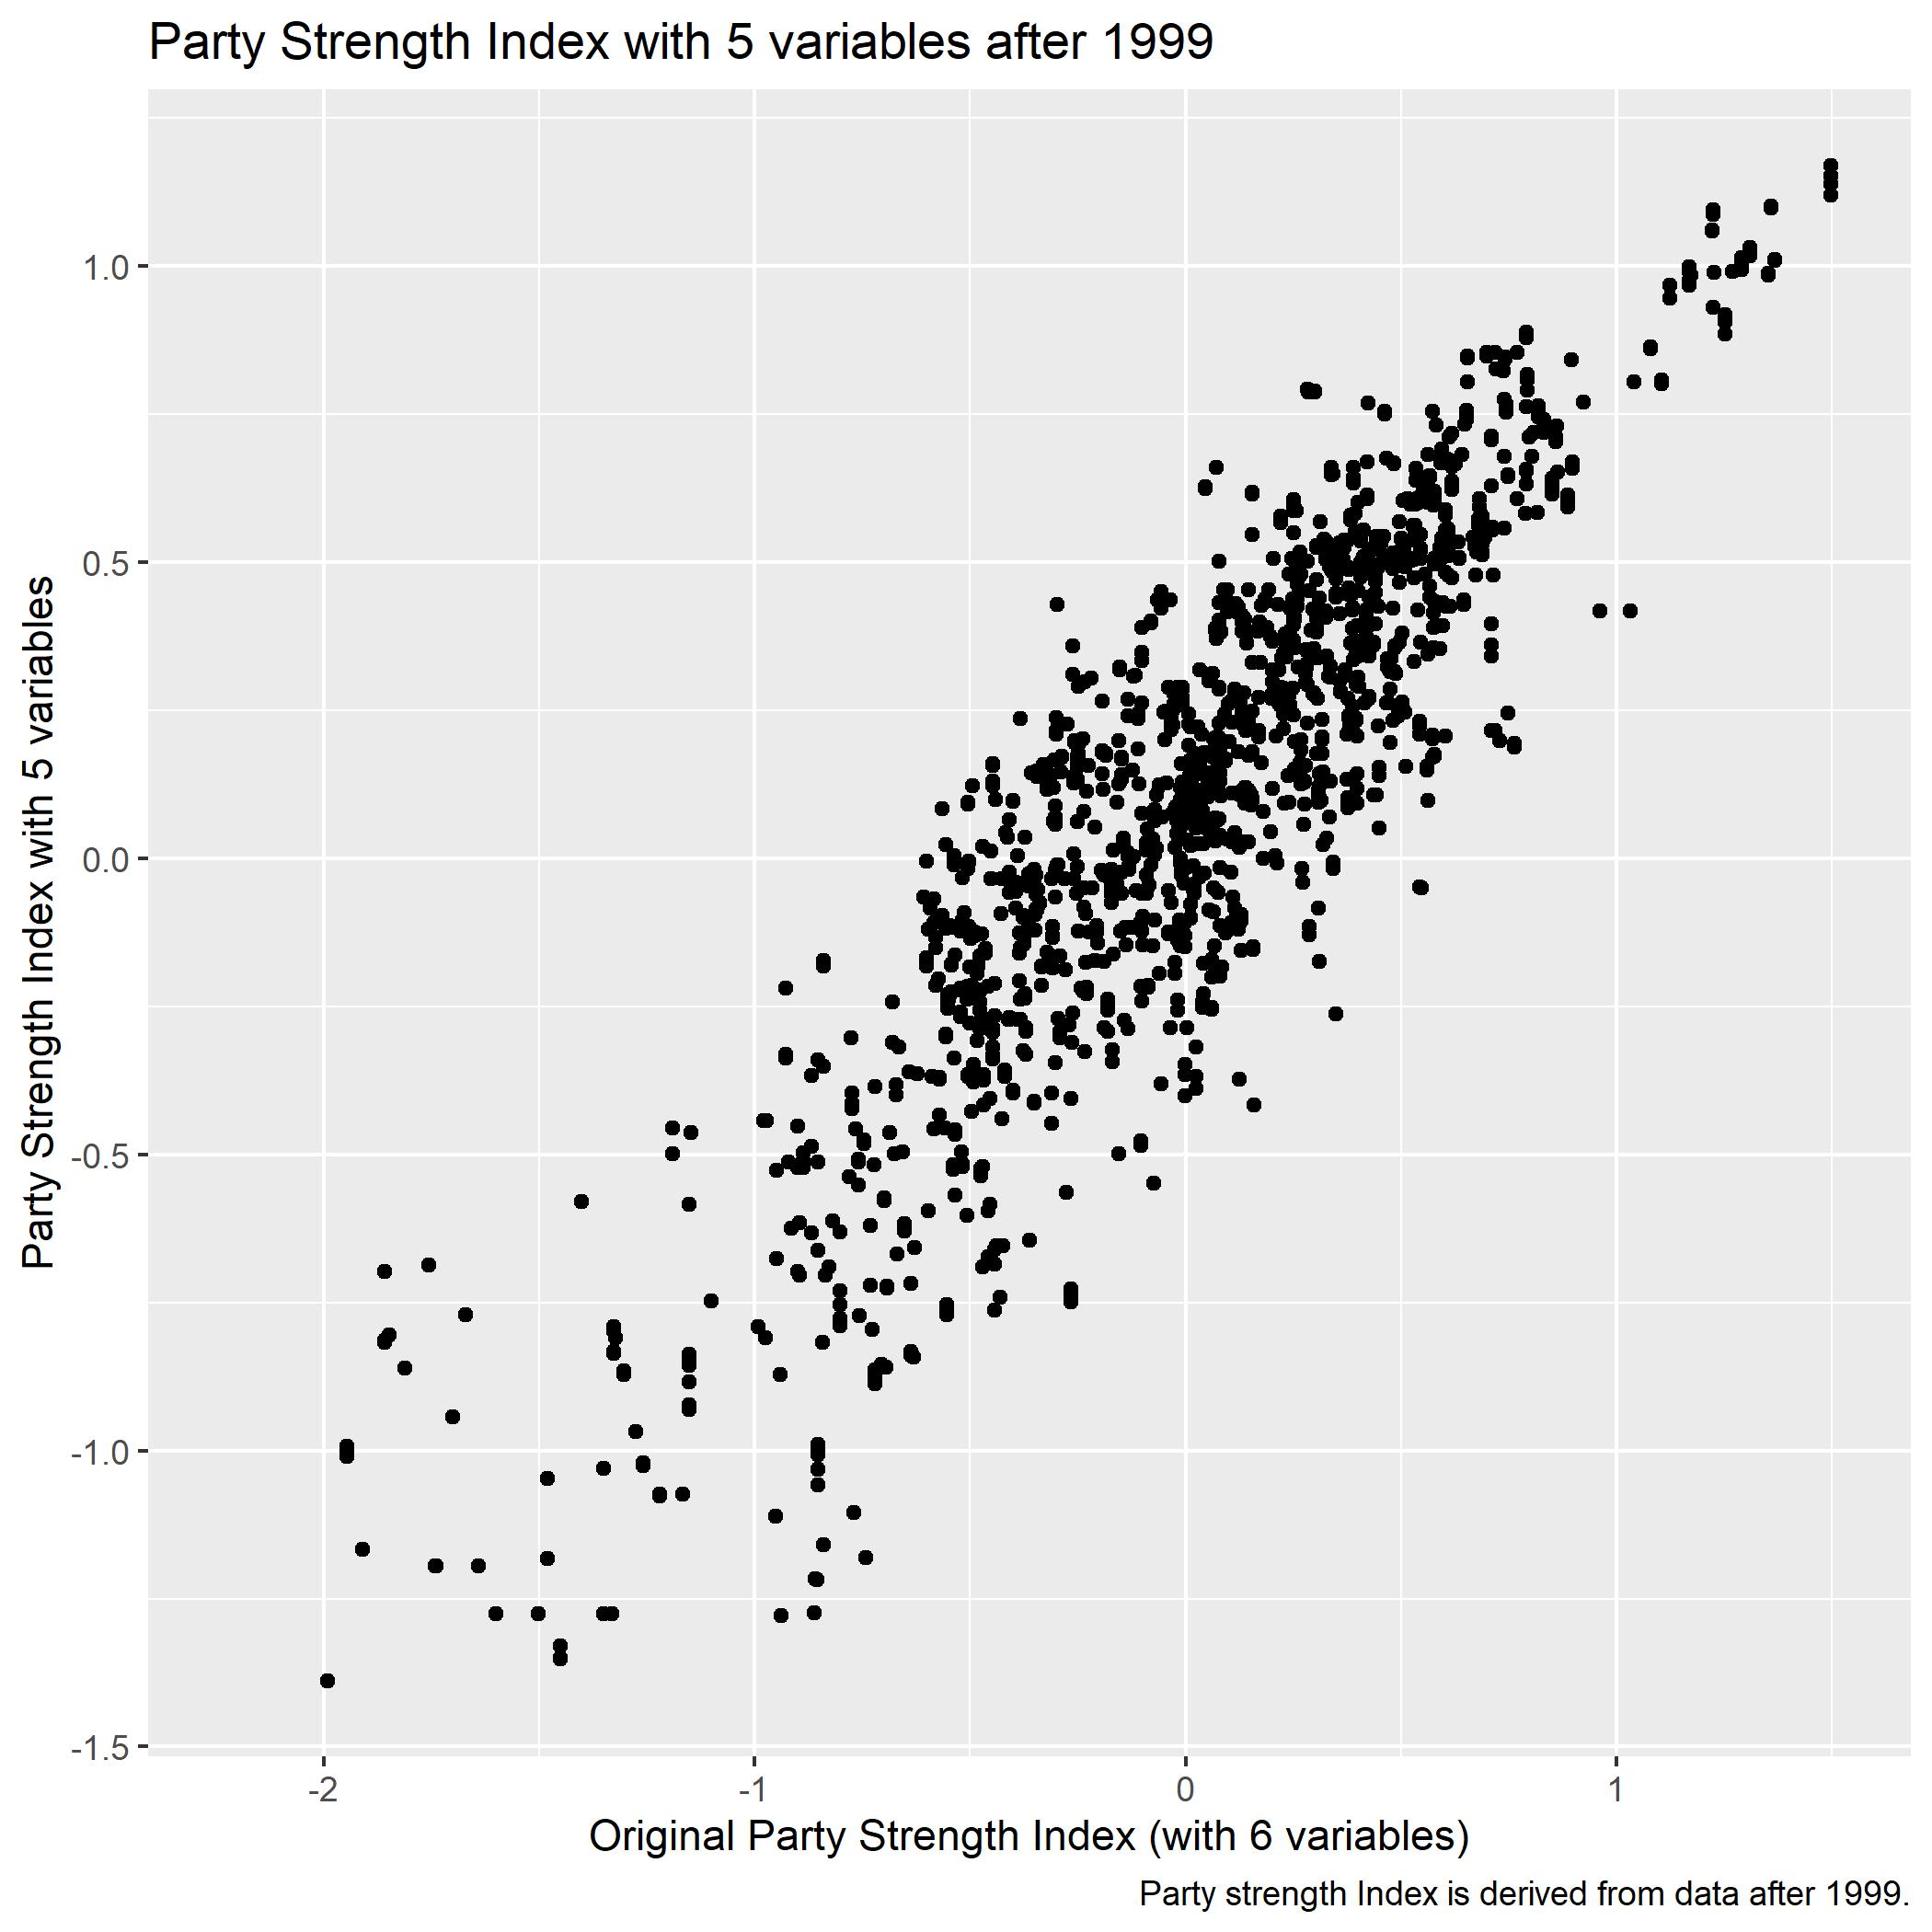 Party Strength Index with 5 variables after 1999
Party Strength Index with 5 variables
1.0
0.5
0.0
-0.5
-1.0
-1.5
-2
-1
0
1
Original Party Strength Index (with 6 variables)
Party strength Index is derived from data after 1999.